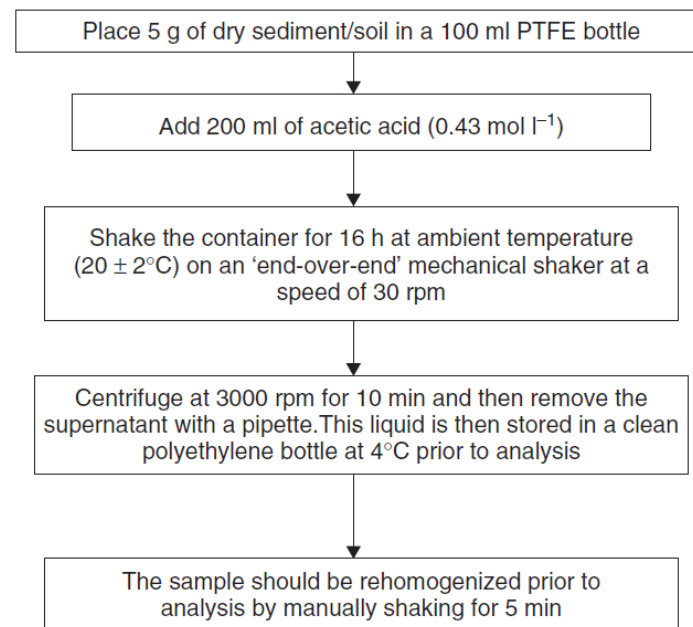 Place 5 g of dry sediment/soil in a 100 ml PTFE bottle
Add 200 ml of acetic acid (0.43 mol l⁻¹)
Shake the container for 16 h at ambient temperature
(20 ± 2°C) on an ‘end-over-end’ mechanical shaker at a
speed of 30 rpm
Centrifuge at 3000 rpm for 10 min and then remove the
supernatant with a pipette.This liquid is then stored in a clean
polyethylene bottle at 4°C prior to analysis
The sample should be rehomogenized prior to
analysis by manually shaking for 5 min